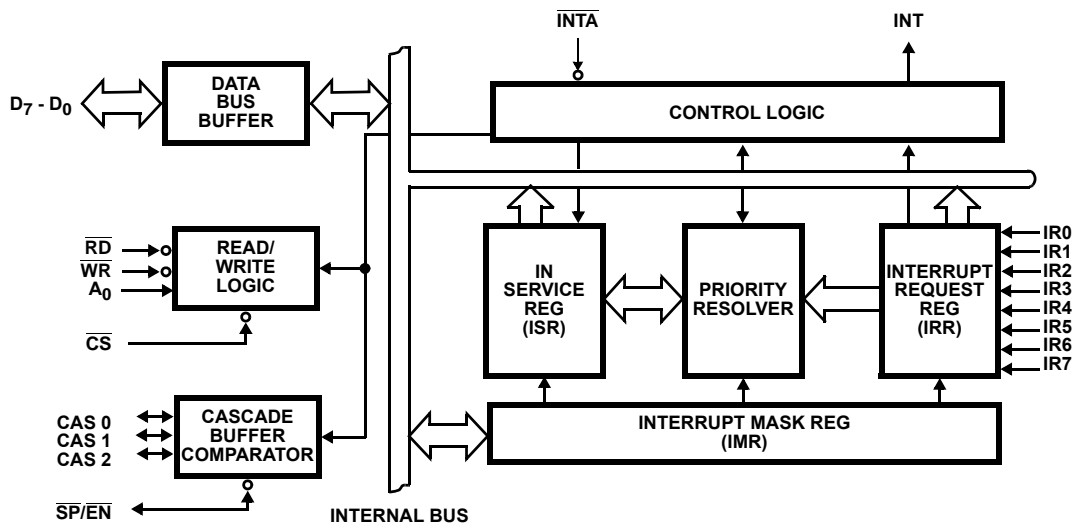 INTA
INT
DATA
BUS
BUFFER
D7 - D0
CONTROL LOGIC
RD
WR
A0
READ/
WRITE
LOGIC
CS
IN
SERVICE
REG
(ISR)
PRIORITY
RESOLVER
INTERRUPT
REQUEST
REG
(IRR)
IR0
IR1
IR2
IR3
IR4
IR5
IR6
IR7
CAS 0
CAS 1
CAS 2
CASCADE
BUFFER
COMPARATOR
INTERRUPT MASK REG
(IMR)
SP/EN
INTERNAL BUS